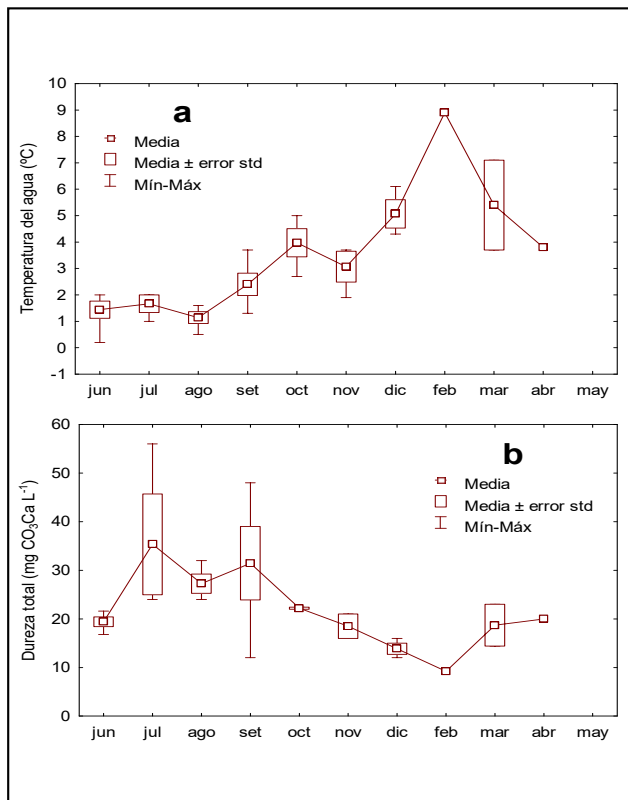 a
Media
Media ± error std
Mín-Máx
Temperatura del agua (ºC)
10
9
8
7
6
5
4
3
2
1
0
-1
jun jul ago set oct nov dic feb mar abr may
b
Media
Media ± error std
Mín-Máx
Dureza total (mg CO₃Ca L⁻¹)
60
50
40
30
20
10
0
jun jul ago set oct nov dic feb mar abr may